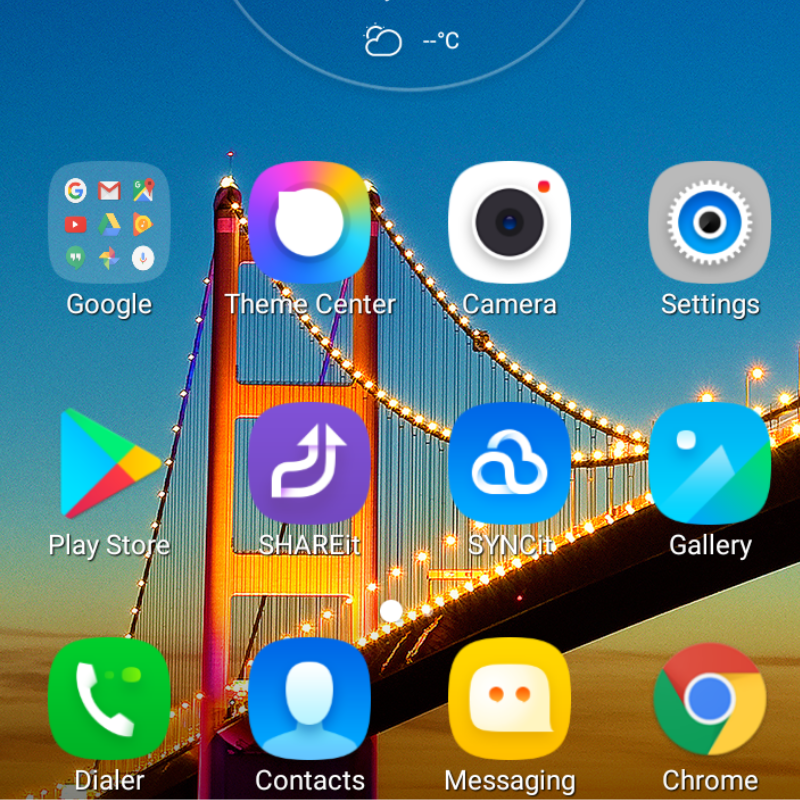 --°C
Google
Theme Center
Camera
Settings
Play Store
SHAREit
SYNCit
Gallery
Dialer
Contacts
Messaging
Chrome